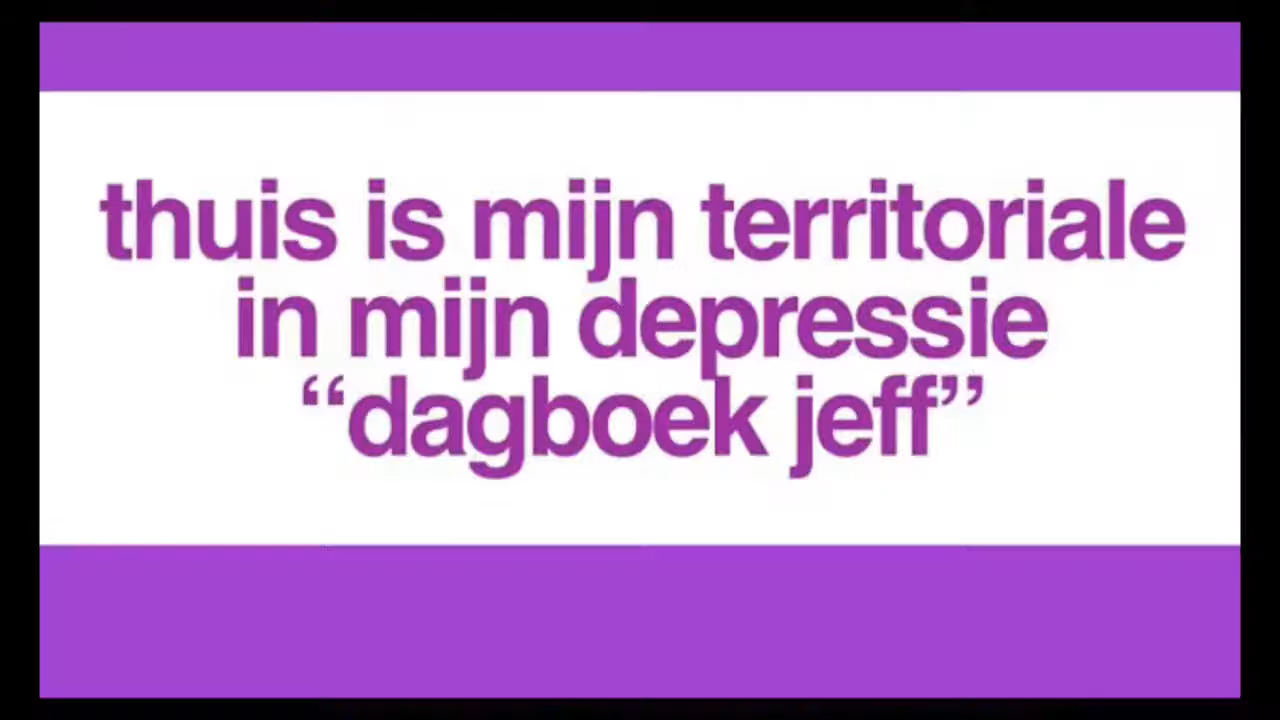 thuis is mijn territoriale
in mijn depressie
“dagboek jeff”